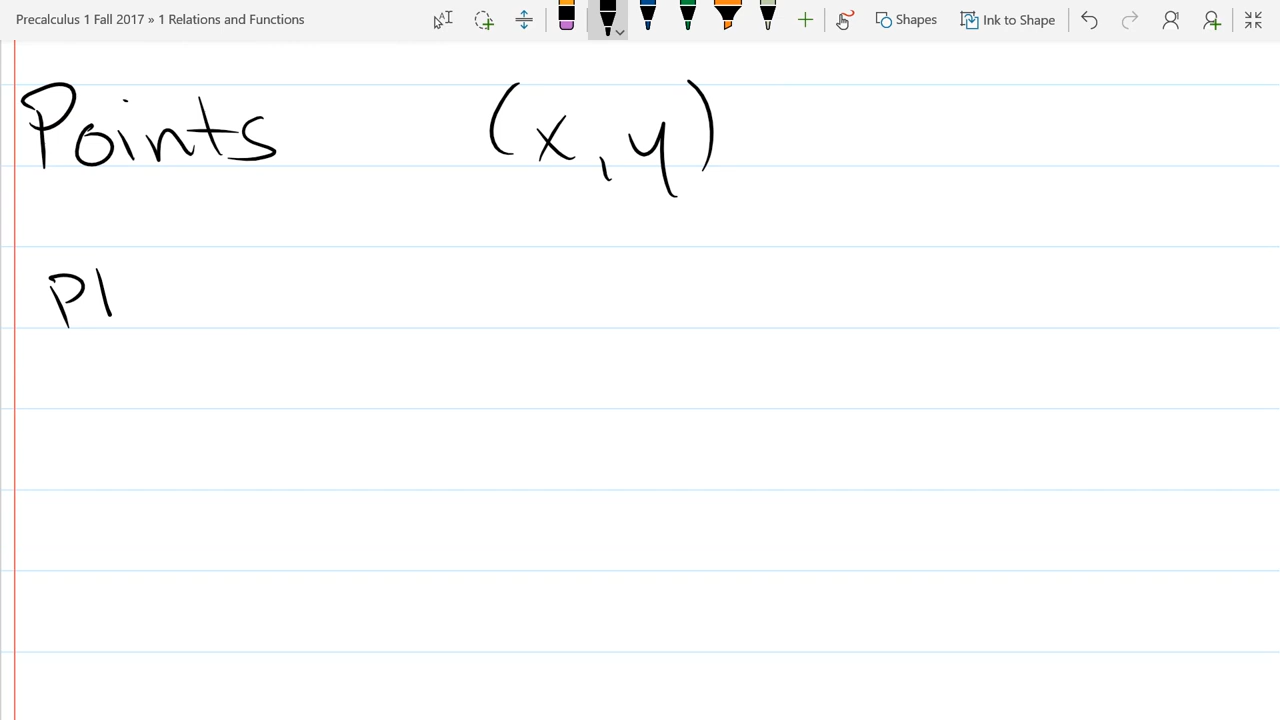 Precalculus 1 Fall 2017 » 1 Relations and Functions Shapes Ink to Shape
Points (x,y)
Pl